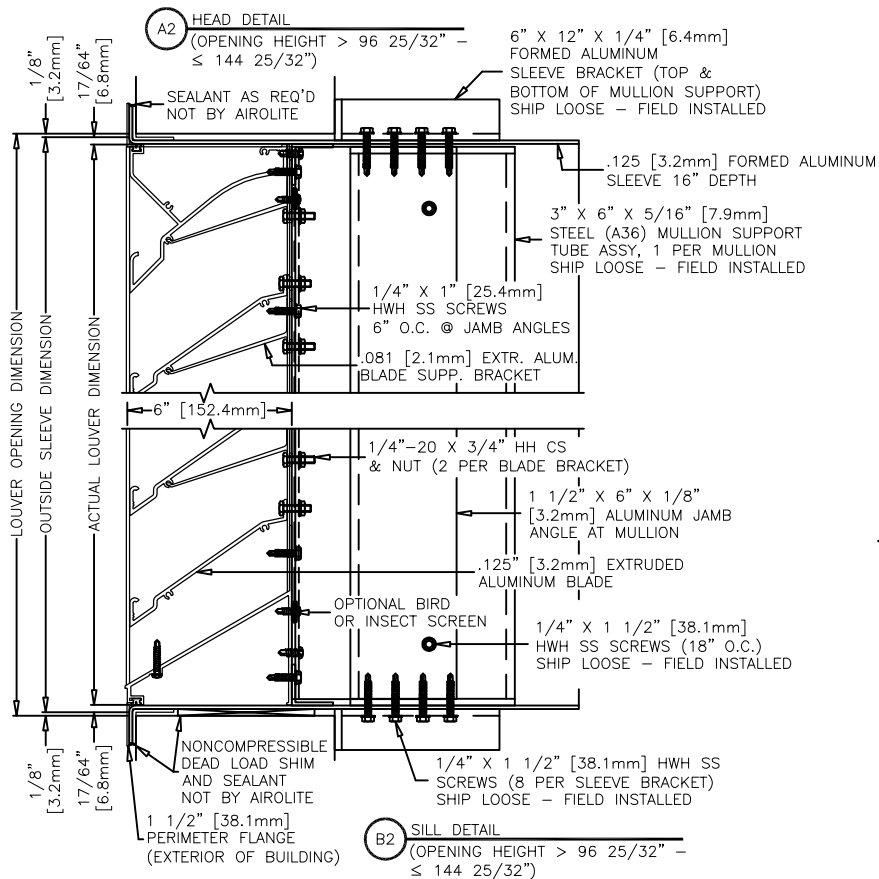 A2
HEAD DETAIL
(OPENING HEIGHT > 96 25/32" –
≤ 144 25/32")
6" X 12" X 1/4" [6.4mm]
FORMED ALUMINUM
SLEEVE BRACKET (TOP &
BOTTOM OF MULLION SUPPORT)
SHIP LOOSE – FIELD INSTALLED
1/8"
[3.2mm]
17/64"
[6.8mm]
SEALANT AS REQ'D
NOT BY AIROLITE
.125 [3.2mm] FORMED ALUMINUM
SLEEVE 16" DEPTH
3" X 6" X 5/16" [7.9mm]
STEEL (A36) MULLION SUPPORT
TUBE ASSY, 1 PER MULLION
SHIP LOOSE – FIELD INSTALLED
1/4" X 1" [25.4mm]
HWH SS SCREWS
6" O.C. @ JAMB ANGLES
.081 [2.1mm] EXTR. ALUM.
BLADE SUPP. BRACKET
LOUVER OPENING DIMENSION
OUTSIDE SLEEVE DIMENSION
ACTUAL LOUVER DIMENSION
6" [152.4mm]
1/4"–20 X 3/4" HH CS
& NUT (2 PER BLADE BRACKET)
1 1/2" X 6" X 1/8"
[3.2mm] ALUMINUM JAMB
ANGLE AT MULLION
.125" [3.2mm] EXTRUDED
ALUMINUM BLADE
OPTIONAL BIRD
OR INSECT SCREEN
1/4" X 1 1/2" [38.1mm]
HWH SS SCREWS (18" O.C.)
SHIP LOOSE – FIELD INSTALLED
1/8"
[3.2mm]
17/64"
[6.8mm]
NONCOMPRESSIBLE
DEAD LOAD SHIM
AND SEALANT
NOT BY AIROLITE
1/4" X 1 1/2" [38.1mm] HWH SS
SCREWS (8 PER SLEEVE BRACKET)
SHIP LOOSE – FIELD INSTALLED
1 1/2" [38.1mm]
PERIMETER FLANGE
(EXTERIOR OF BUILDING)
B2
SILL DETAIL
(OPENING HEIGHT > 96 25/32" –
≤ 144 25/32")